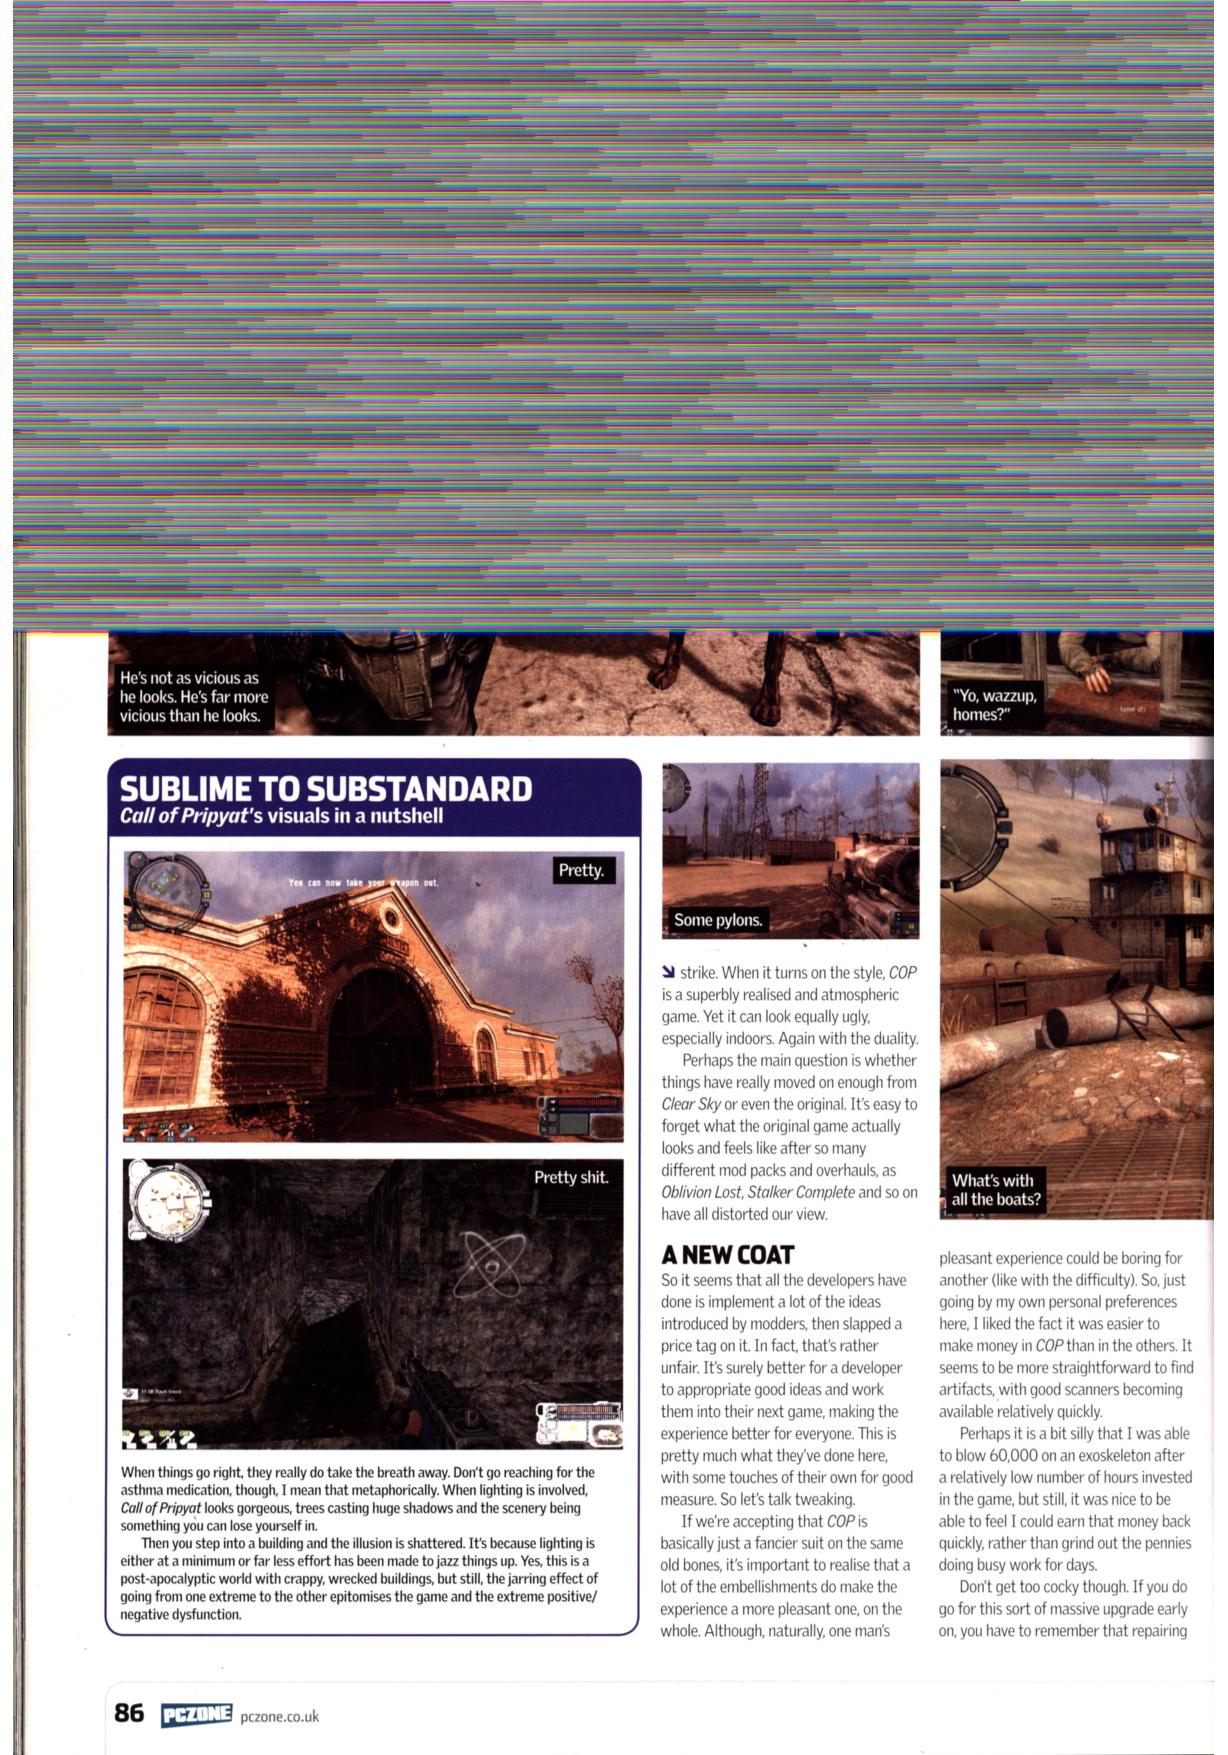 He's not as vicious as
he looks. He's far more
vicious than he looks.
"Yo, wazzup,
homes?"
SUBLIME TO SUBSTANDARD
Call of Pripyat's visuals in a nutshell
Pretty.
You can now take your weapon out.
Pretty shit.
When things go right, they really do take the breath away. Don't go reaching for the
asthma medication, though, I mean that metaphorically. When lighting is involved,
Call of Pripyat looks gorgeous, trees casting huge shadows and the scenery being
something you can lose yourself in.
Then you step into a building and the illusion is shattered. It's because lighting is
either at a minimum or far less effort has been made to jazz things up. Yes, this is a
post-apocalyptic world with crappy, wrecked buildings, but still, the jarring effect of
going from one extreme to the other epitomises the game and the extreme positive/
negative dysfunction.
Some pylons.
strike. When it turns on the style, COP
is a superbly realised and atmospheric
game. Yet it can look equally ugly,
especially indoors. Again with the duality.
Perhaps the main question is whether
things have really moved on enough from
Clear Sky or even the original. It's easy to
forget what the original game actually
looks and feels like after so many
different mod packs and overhauls, as
Oblivion Lost, Stalker Complete and so on
have all distorted our view.
A NEW COAT
So it seems that all the developers have
done is implement a lot of the ideas
introduced by modders, then slapped a
price tag on it. In fact, that's rather
unfair. It's surely better for a developer
to appropriate good ideas and work
them into their next game, making the
experience better for everyone. This is
pretty much what they've done here,
with some touches of their own for good
measure. So let's talk tweaking.
If we're accepting that COP is
basically just a fancier suit on the same
old bones, it's important to realise that a
lot of the embellishments do make the
experience a more pleasant one, on the
whole. Although, naturally, one man's
What's with
all the boats?
pleasant experience could be boring for
another (like with the difficulty). So, just
going by my own personal preferences
here, I liked the fact it was easier to
make money in COP than in the others. It
seems to be more straightforward to find
artifacts, with good scanners becoming
available relatively quickly.
Perhaps it is a bit silly that I was able
to blow 60,000 on an exoskeleton after
a relatively low number of hours invested
in the game, but still, it was nice to be
able to feel I could earn that money back
quickly, rather than grind out the pennies
doing busy work for days.
Don't get too cocky though. If you do
go for this sort of massive upgrade early
on, you have to remember that repairing
86 PCZONE pczone.co.uk